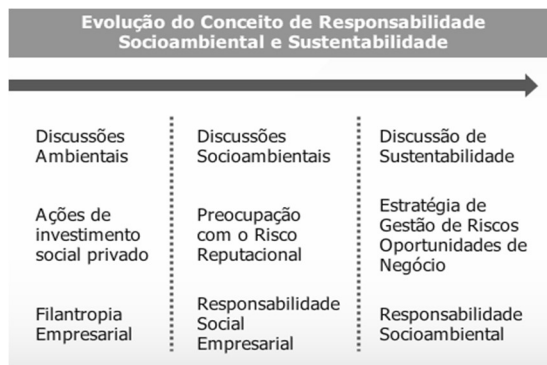 Evolução do Conceito de Responsabilidade
Socioambiental e Sustentabilidade
Discussões
Ambientais
Ações de
investimento
social privado
Filantropia
Empresarial
Discussões
Socioambientais
Preocupação
com o Risco
Reputacional
Responsabilidade
Social
Empresarial
Discussão de
Sustentabilidade
Estratégia de
Gestão de Riscos
Oportunidades de
Negócio
Responsabilidade
Socioambiental